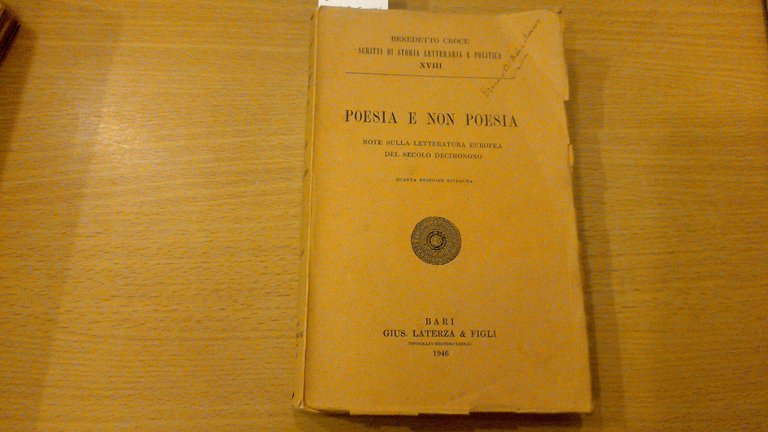 BENEDETTO CROCE
SCRITTI DI STORIA LETTERARIA E POLITICA
XVIII
POESIA E NON POESIA
NOTE SULLA LETTERATURA EUROPEA
DEL SECOLO DECIMONONO
QUARTA EDIZIONE RIVEDUTA
BARI
GIUS. LATERZA & FIGLI
TIPOGRAFI-EDITORI-LIBRAI
1946